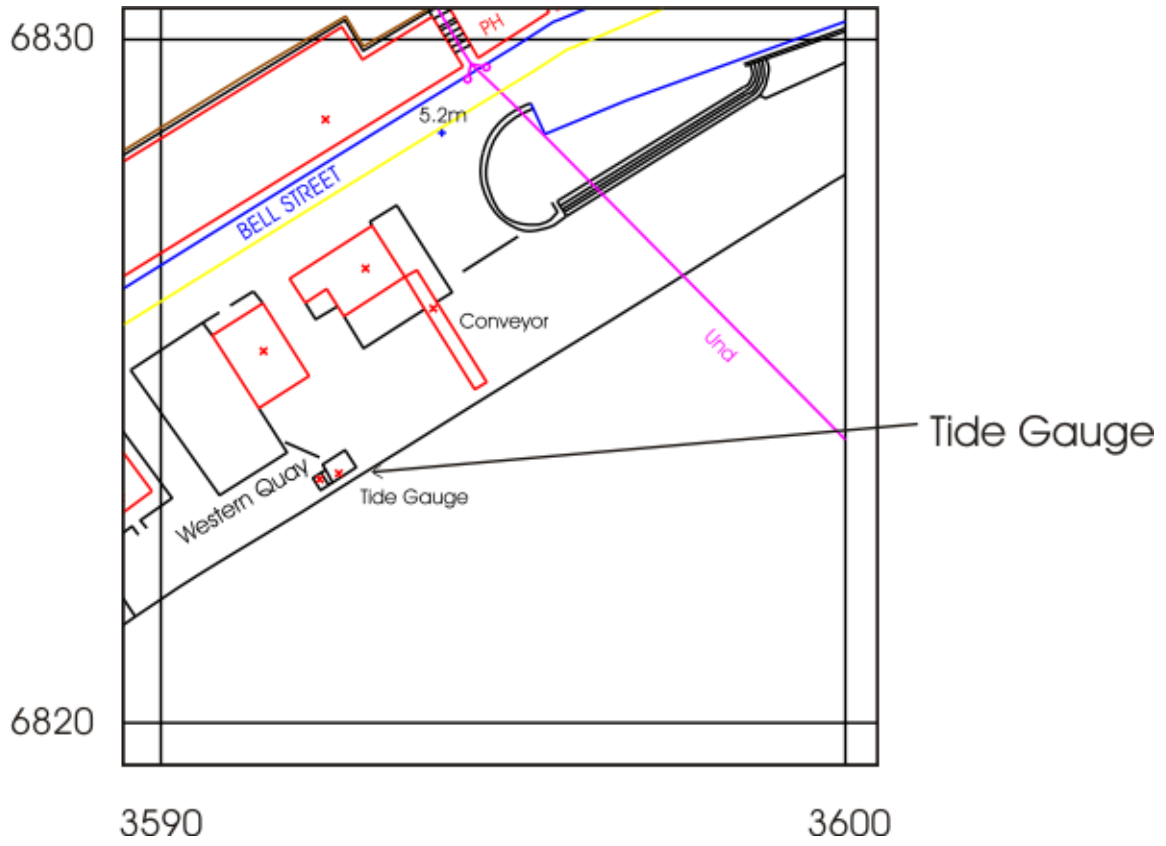 6830
PH
5.2m
BELL STREET
Conveyor
Und
Tide Gauge
Western Quay
Tide Gauge
6820
3590
3600